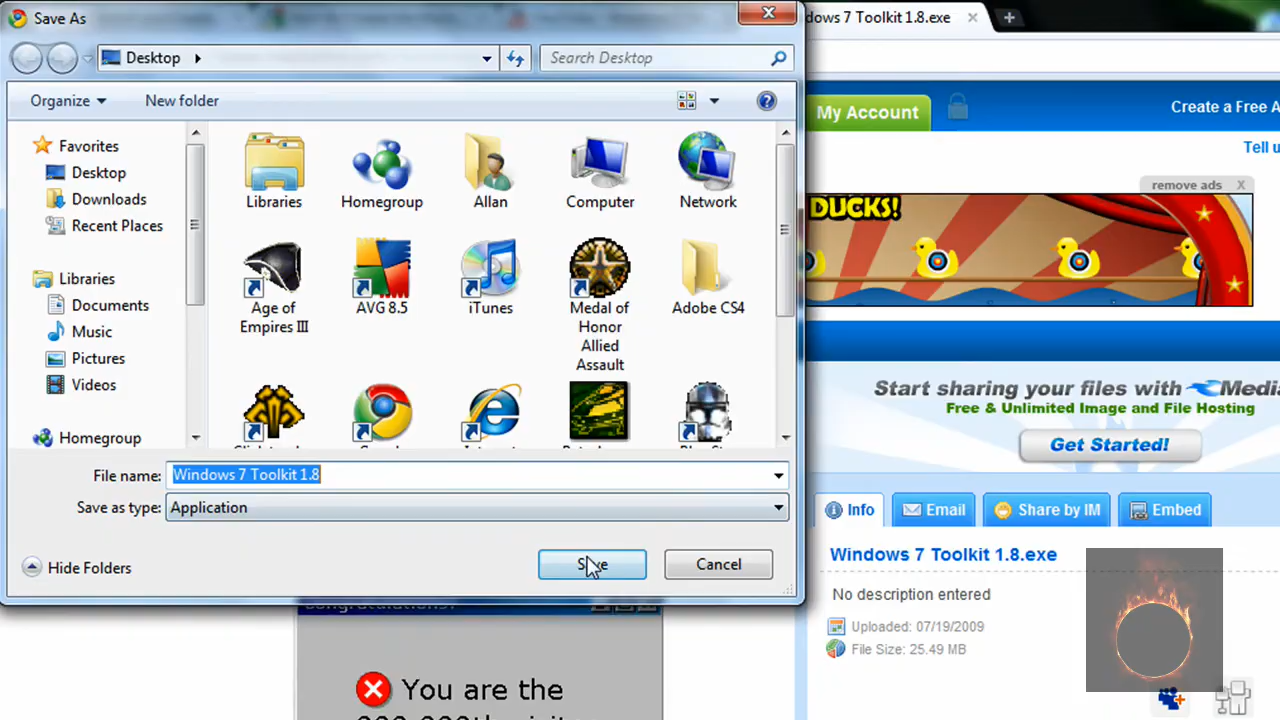 Save As
dows 7 Toolkit 1.8.exe
Desktop
Search Desktop
Organize
New folder
My Account
Create a Free A
Tell u
remove ads X
DUCKS!
Favorites
Desktop
Downloads
Recent Places
Libraries
Documents
Music
Pictures
Videos
Homegroup
Libraries
Homegroup
Allan
Computer
Network
Age of
Empires III
AVG 8.5
iTunes
Medal of
Honor
Allied
Assault
Adobe CS4
Start sharing your files with Media
Free & Unlimited Image and File Hosting
Get Started!
File name: Windows 7 Toolkit 1.8
Save as type: Application
Hide Folders
Save
Cancel
Info
Email
Share by IM
Embed
Windows 7 Toolkit 1.8.exe
No description entered
Uploaded: 07/19/2009
File Size: 25.49 MB
You are the